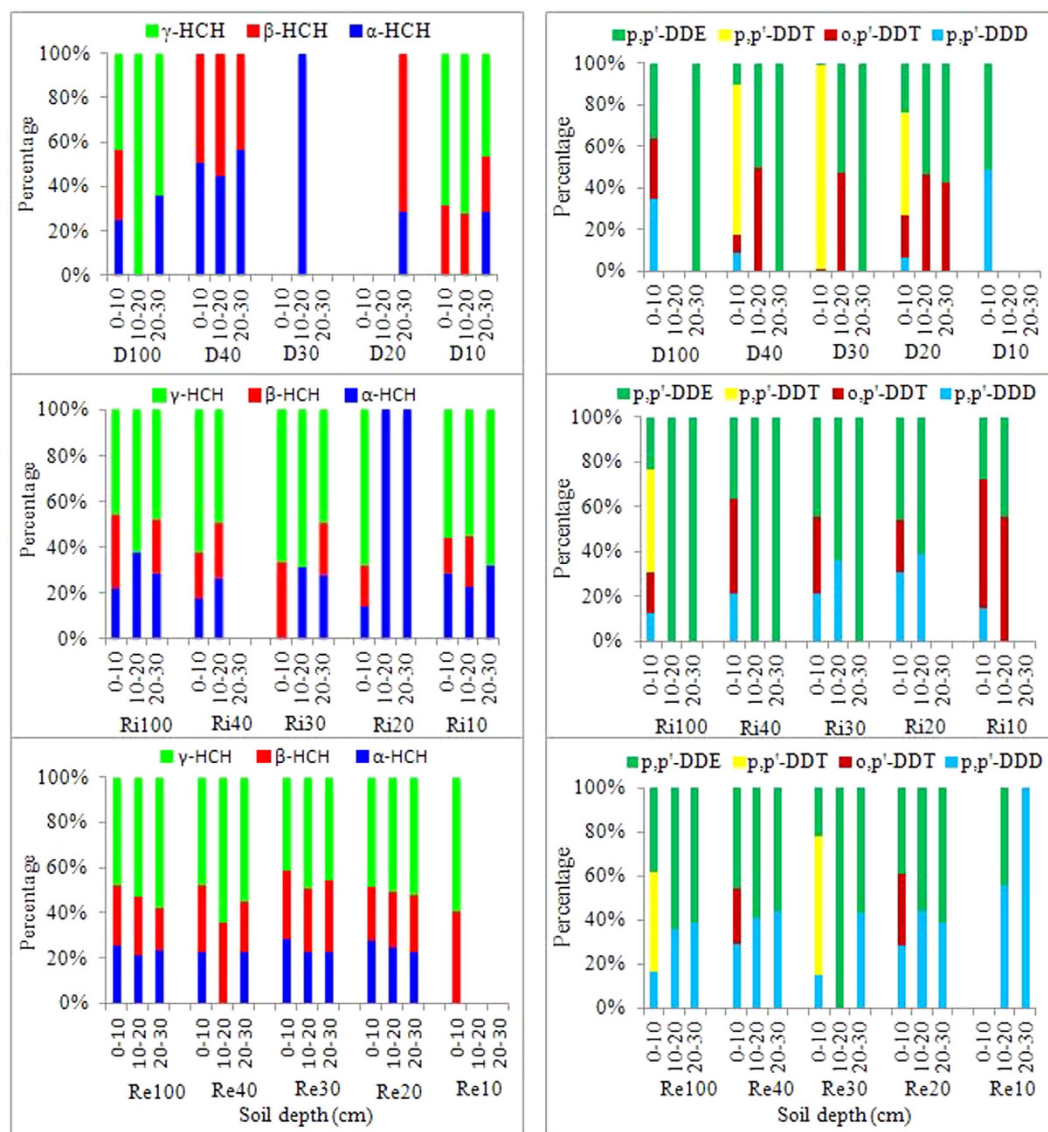 γ-HCH β-HCH α-HCH
100%
80%
60%
40%
20%
0%
Percentage
0-10 10-20 20-30 0-10 10-20 20-30 0-10 10-20 20-30 0-10 10-20 20-30 0-10 10-20 20-30
D100 D40 D30 D20 D10
p,p'-DDE p,p'-DDT o,p'-DDT p,p'-DDD
100%
80%
60%
40%
20%
0%
Percentage
0-10 10-20 20-30 0-10 10-20 20-30 0-10 10-20 20-30 0-10 10-20 20-30 0-10 10-20 20-30
D100 D40 D30 D20 D10
γ-HCH β-HCH α-HCH
100%
80%
60%
40%
20%
0%
Percentage
0-10 10-20 20-30 0-10 10-20 20-30 0-10 10-20 20-30 0-10 10-20 20-30 0-10 10-20 20-30
Ri100 Ri40 Ri30 Ri20 Ri10
p,p'-DDE p,p'-DDT o,p'-DDT p,p'-DDD
100%
80%
60%
40%
20%
0%
Percentage
0-10 10-20 20-30 0-10 10-20 20-30 0-10 10-20 20-30 0-10 10-20 20-30 0-10 10-20 20-30
Ri100 Ri40 Ri30 Ri20 Ri10
γ-HCH β-HCH α-HCH
100%
80%
60%
40%
20%
0%
Percentage
0-10 10-20 20-30 0-10 10-20 20-30 0-10 10-20 20-30 0-10 10-20 20-30 0-10 10-20 20-30
Re100 Re40 Re30 Re20 Re10
Soil depth (cm)
p,p'-DDE p,p'-DDT o,p'-DDT p,p'-DDD
100%
80%
60%
40%
20%
0%
Percentage
0-10 10-20 20-30 0-10 10-20 20-30 0-10 10-20 20-30 0-10 10-20 20-30 0-10 10-20 20-30
Re100 Re40 Re30 Re20 Re10
Soil depth (cm)